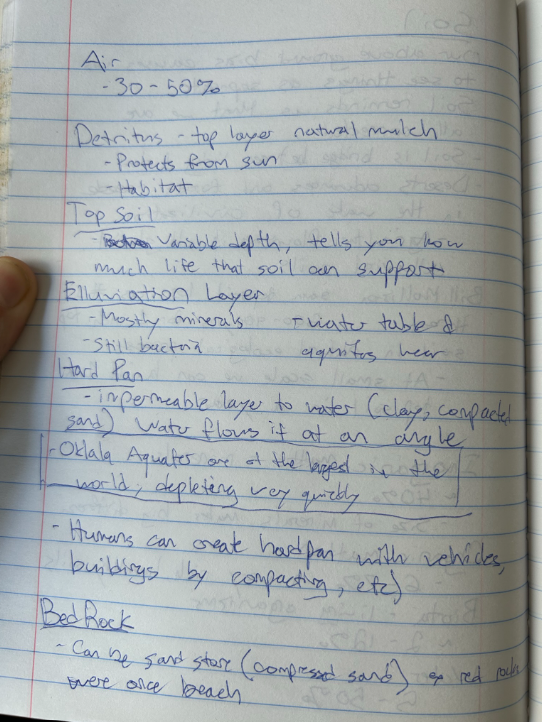 Air
- 30 - 50%
Detritus - top layer natural mulch
- Protects from sun
- Habitat
Top Soil
- Variable depth, tells you how
much life that soil can support
Elluviation Layer
- Mostly minerals - water table &
- Still bacteria aquifers here
Hard Pan
- impermeable layer to water (clay, compacted
sand) Water flows if at an angle
- Oklala Aquafer one of the largest in the
world, depleting very quickly
- Humans can create hardpan with vehicles,
buildings by compacting, etc)
Bed Rock
- Can be sand stone (compressed sand) red rocks
were once beach